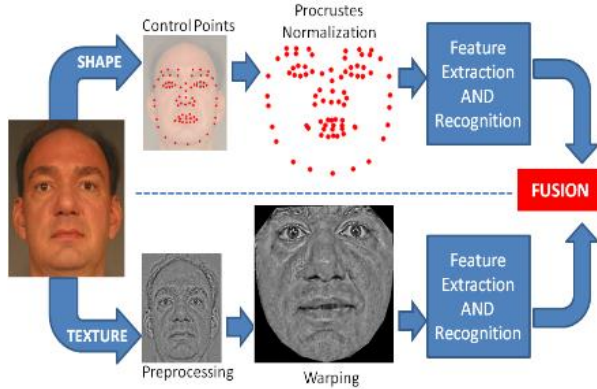 Control Points
Procrustes
Normalization
SHAPE
Feature
Extraction
AND
Recognition
FUSION
TEXTURE
Preprocessing
Warping
Feature
Extraction
AND
Recognition